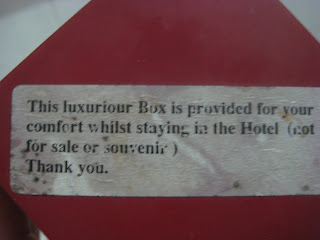 This luxuriour Box is provided for your
comfort whilst staying in the Hotel (not
for sale or souvenir )
Thank you.